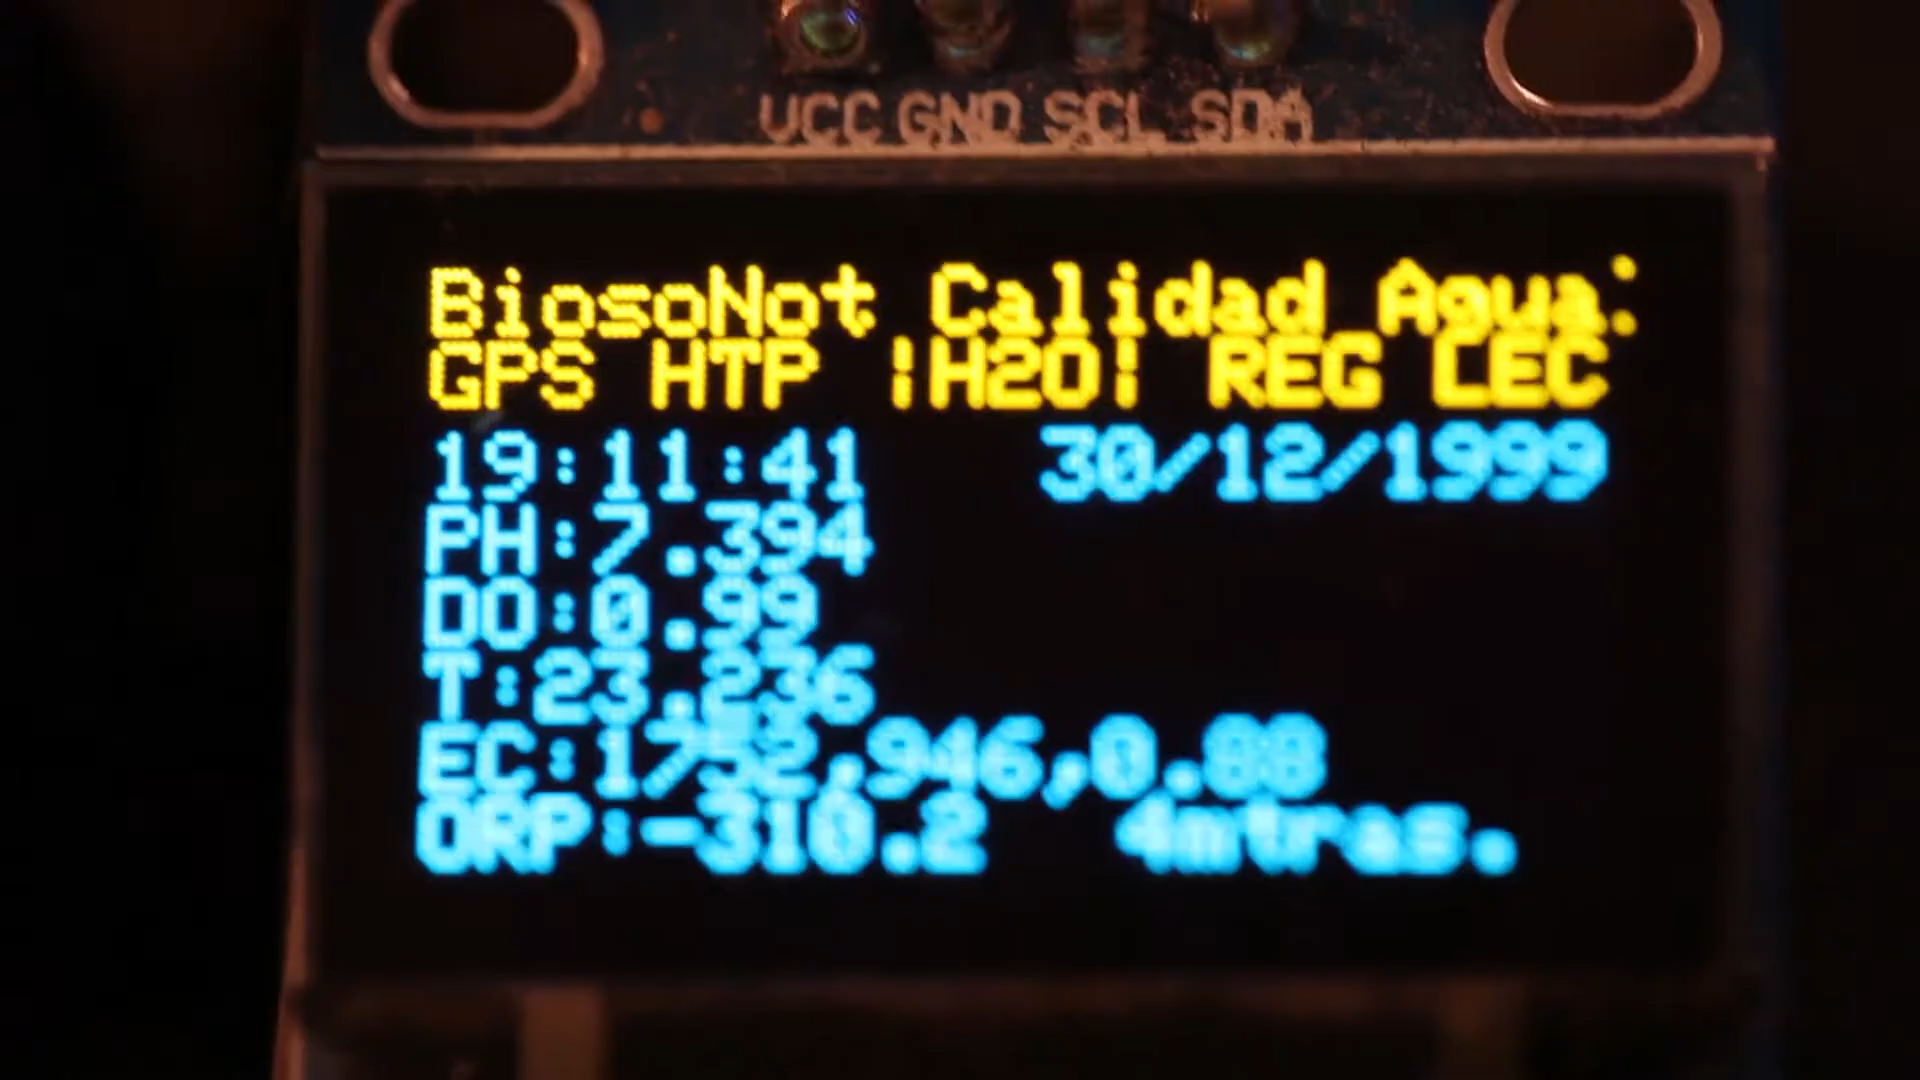 VCC GND SCL SDA
BiosoNot Calidad Agua:
GPS HTP ¦H2O¦ REG LEC
19:11:41 30/12/1999
PH:7.394
DO:0.99
T:23.236
EC:1752,946,0.88
ORP:-310.2 4mtras.